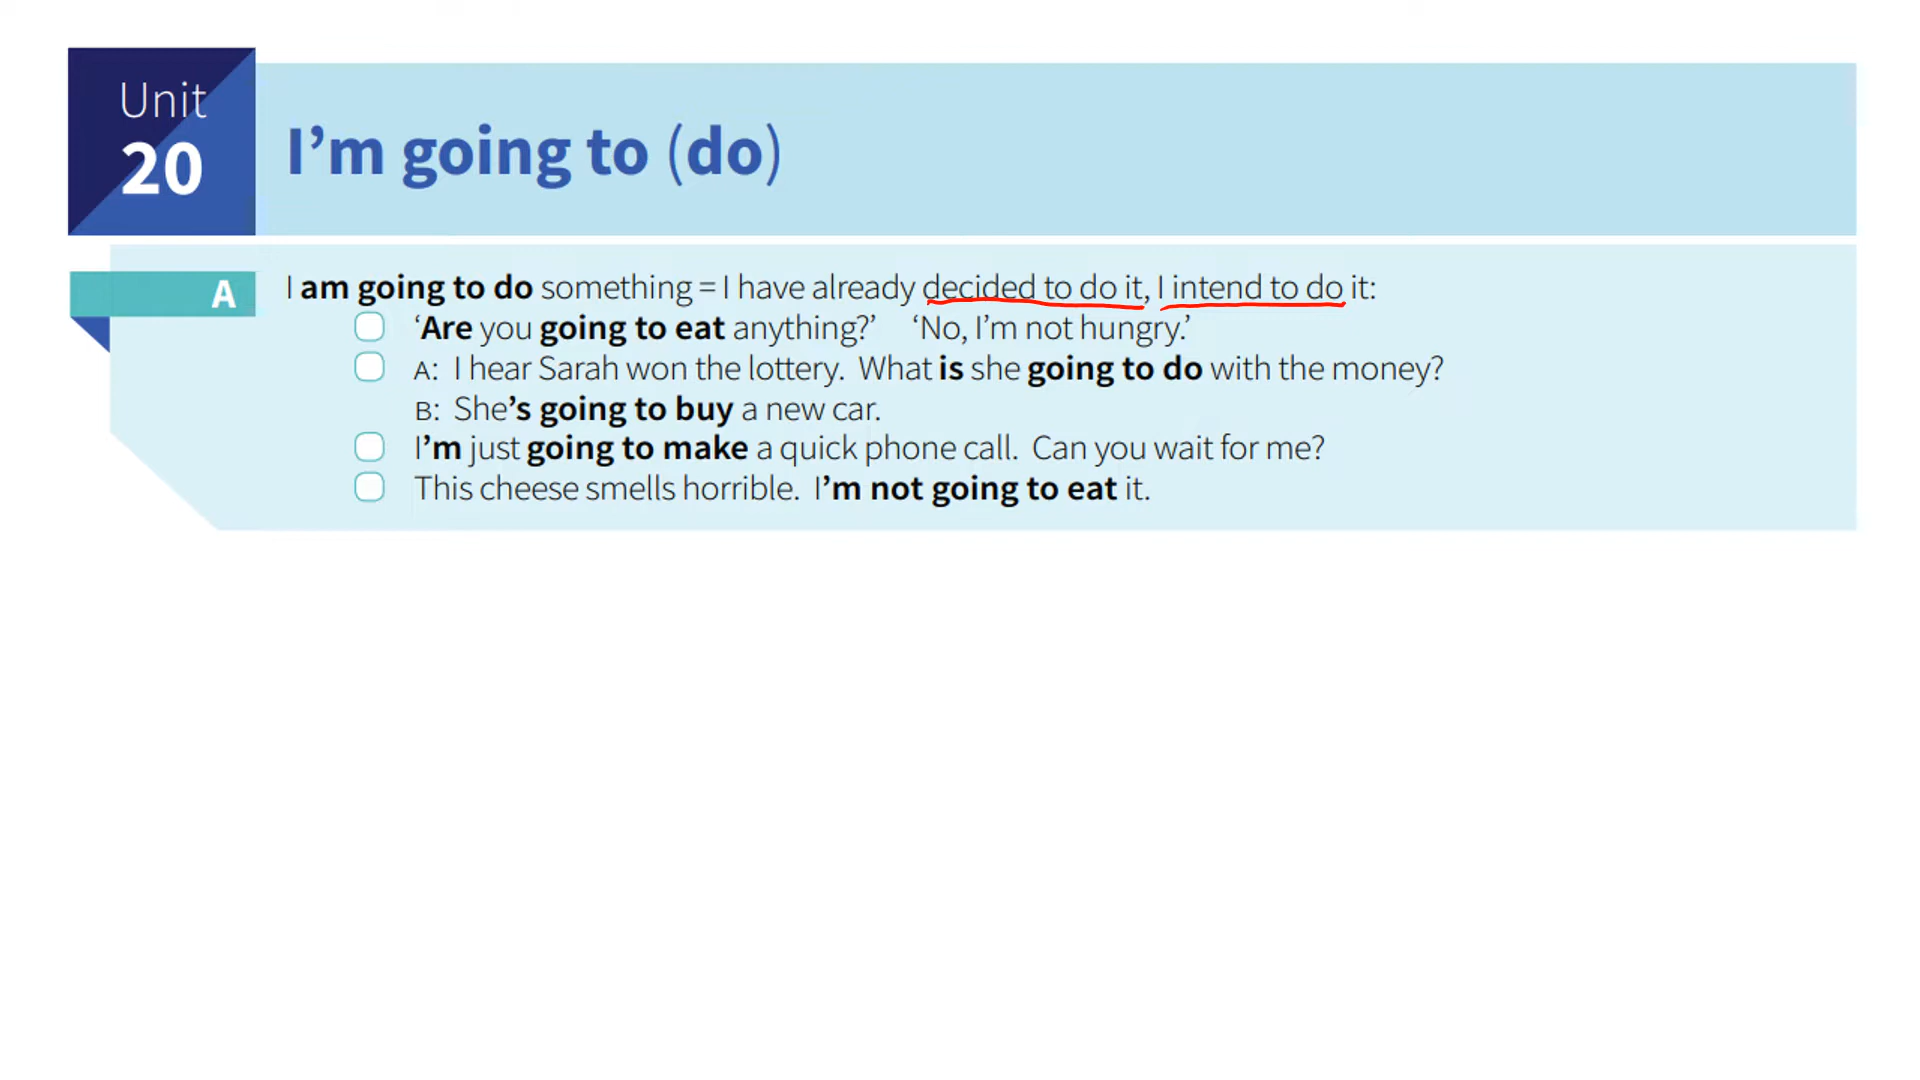 Unit
20
I’m going to (do)
A
I am going to do something = I have already decided to do it, I intend to do it:
‘Are you going to eat anything?’ ‘No, I’m not hungry.’
A: I hear Sarah won the lottery. What is she going to do with the money?
B: She’s going to buy a new car.
I’m just going to make a quick phone call. Can you wait for me?
This cheese smells horrible. I’m not going to eat it.